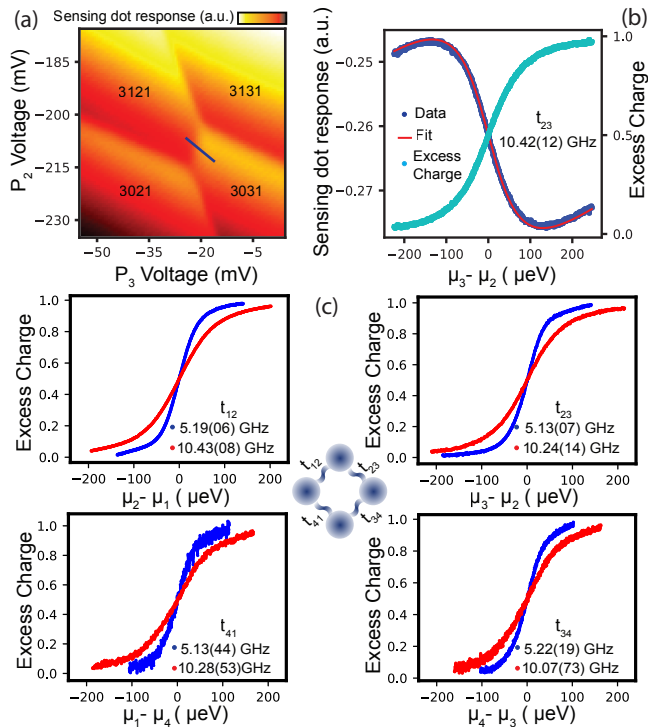 (a)
Sensing dot response (a.u.)
P2 Voltage (mV)
−185
−200
−215
−230
3121
3131
3021
3031
−50
−35
−20
−5
P3 Voltage (mV)
(b)
Sensing dot response (a.u.)
−0.25
−0.26
−0.27
Data
Fit
Excess
Charge
t23
10.42(12) GHz
1.0
0.5
0.0
Excess Charge
−200
−100
0
100
200
μ3− μ2 ( μeV)
(c)
Excess Charge
1.0
0.8
0.6
0.4
0.2
0.0
t12
5.19(06) GHz
10.43(08) GHz
−200
−100
0
100
200
μ2− μ1 ( μeV)
Excess Charge
1.0
0.8
0.6
0.4
0.2
0.0
t23
5.13(07) GHz
10.24(14) GHz
−200
−100
0
100
200
μ3− μ2 ( μeV)
t12
t23
t41
t34
Excess Charge
1.0
0.8
0.6
0.4
0.2
0.0
t41
5.13(44) GHz
10.28(53)GHz
−200
−100
0
100
200
μ1− μ4 ( μeV)
Excess Charge
1.0
0.8
0.6
0.4
0.2
0.0
t34
5.22(19) GHz
10.07(73) GHz
−200
−100
0
100
200
μ4− μ3 ( μeV)